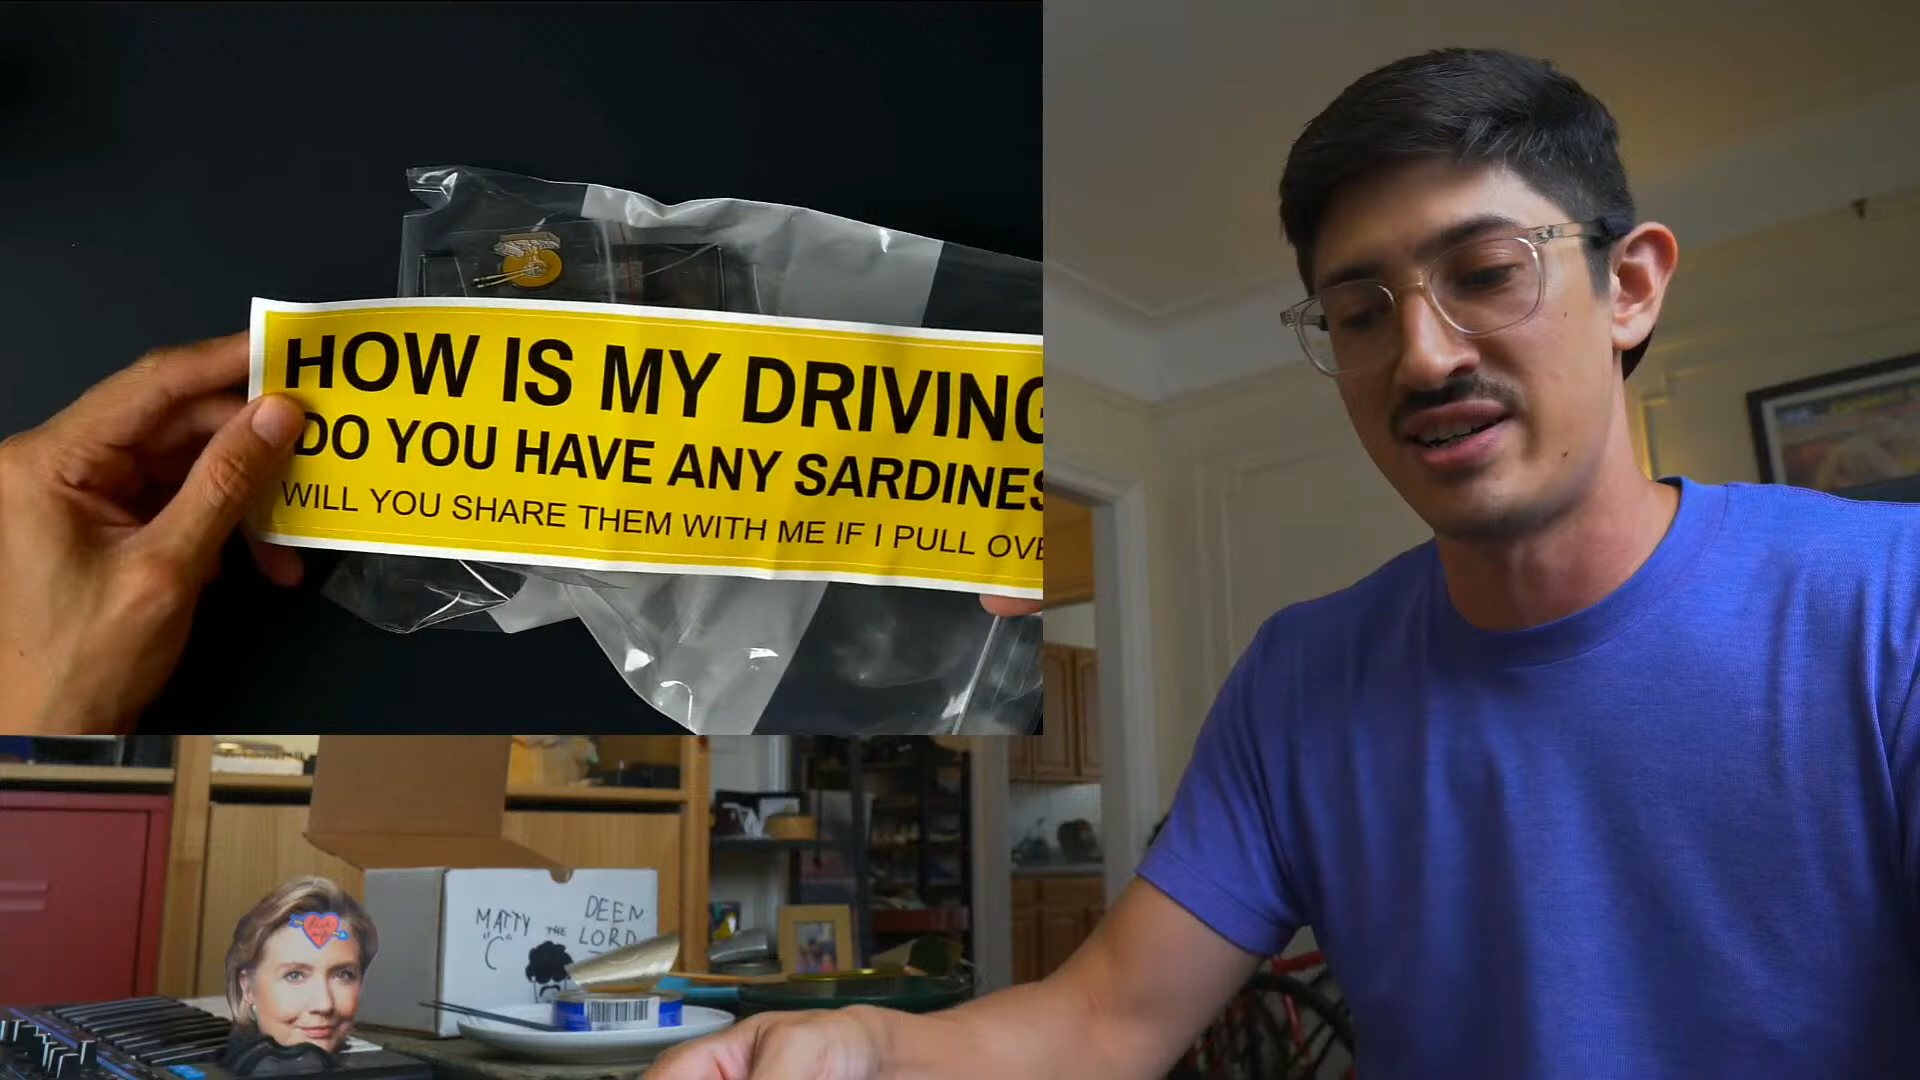 HOW IS MY DRIVING
DO YOU HAVE ANY SARDINES
WILL YOU SHARE THEM WITH ME IF I PULL OVE
MATTY
"C"
THE
DEEN
LORD